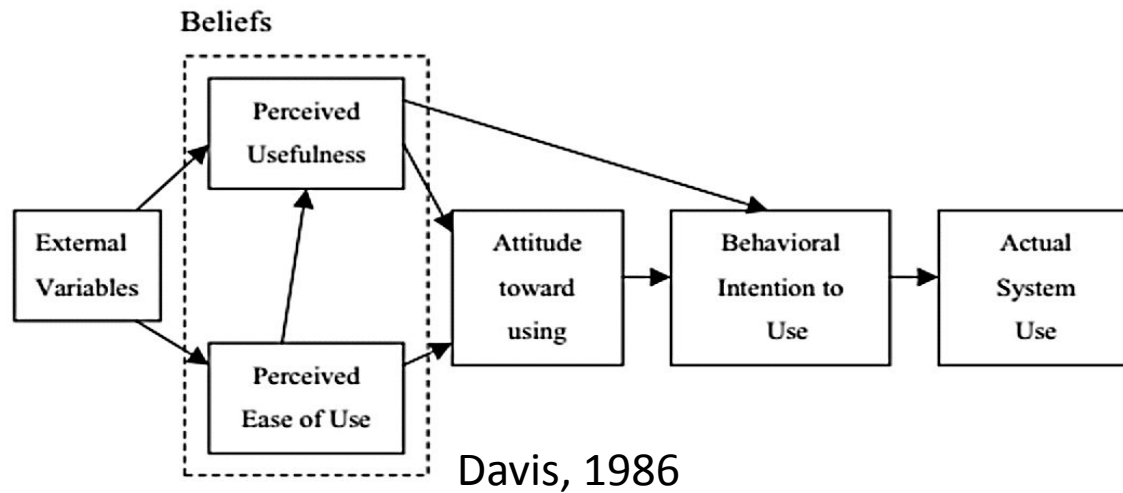 Beliefs
Perceived
Usefulness
External
Variables
Perceived
Ease of Use
Attitude
toward
using
Behavioral
Intention to
Use
Actual
System
Use
Davis, 1986